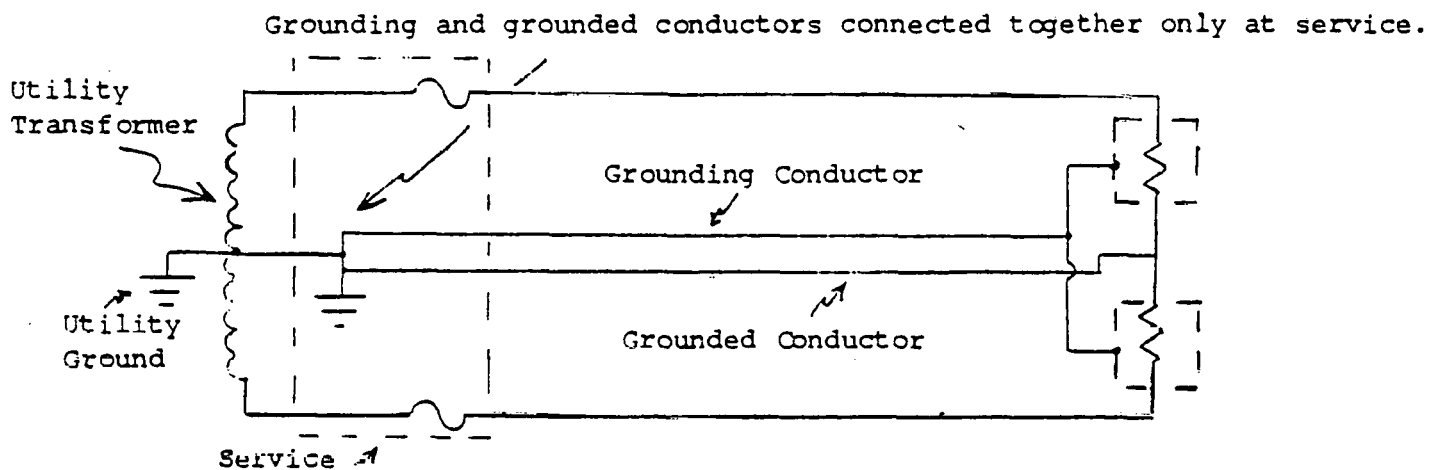 Grounding and grounded conductors connected together only at service.
Utility
Transformer
Grounding Conductor
Utility
Ground
Grounded Conductor
Service